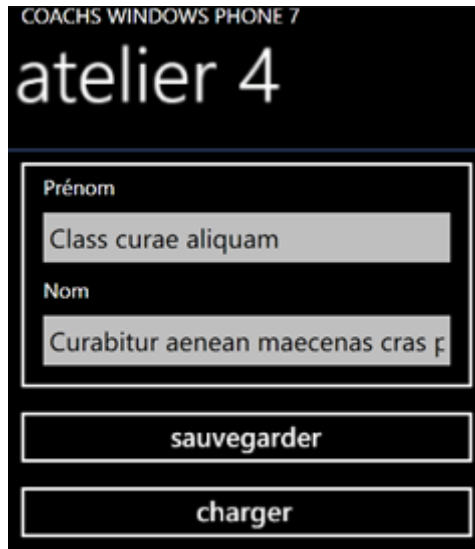 COACHS WINDOWS PHONE 7
atelier 4
Prénom
Class curae aliquam
Nom
Curabitur aenean maecenas cras
sauvegarder
charger